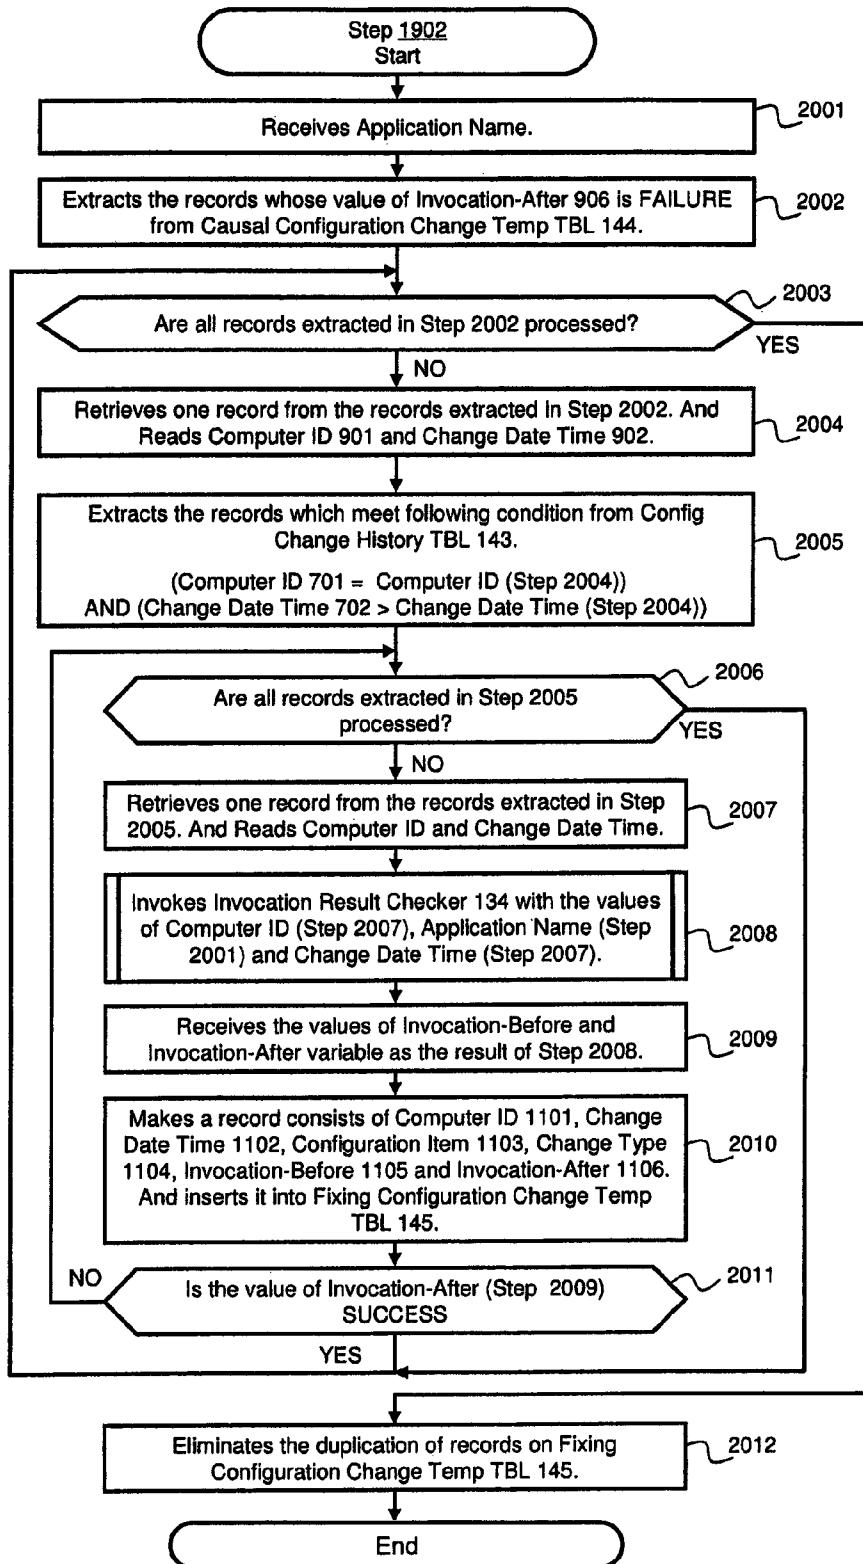 Step 1902
Start
Receives Application Name.
2001
Extracts the records whose value of Invocation-After 906 is FAILURE
from Causal Configuration Change Temp TBL 144.
2002
2003
Are all records extracted in Step 2002 processed?
YES
NO
Retrieves one record from the records extracted in Step 2002. And
Reads Computer ID 901 and Change Date Time 902.
2004
Extracts the records which meet following condition from Config
Change History TBL 143.
(Computer ID 701 = Computer ID (Step 2004))
AND (Change Date Time 702 > Change Date Time (Step 2004))
2005
2006
Are all records extracted in Step 2005
processed?
YES
NO
Retrieves one record from the records extracted in Step
2005. And Reads Computer ID and Change Date Time.
2007
Invokes Invocation Result Checker 134 with the values
of Computer ID (Step 2007), Application Name (Step
2001) and Change Date Time (Step 2007).
2008
Receives the values of Invocation-Before and
Invocation-After variable as the result of Step 2008.
2009
Makes a record consists of Computer ID 1101, Change
Date Time 1102, Configuration Item 1103, Change Type
1104, Invocation-Before 1105 and Invocation-After 1106.
And inserts it into Fixing Configuration Change Temp
TBL 145.
2010
NO
Is the value of Invocation-After (Step 2009)
SUCCESS
2011
YES
Eliminates the duplication of records on Fixing
Configuration Change Temp TBL 145.
2012
End